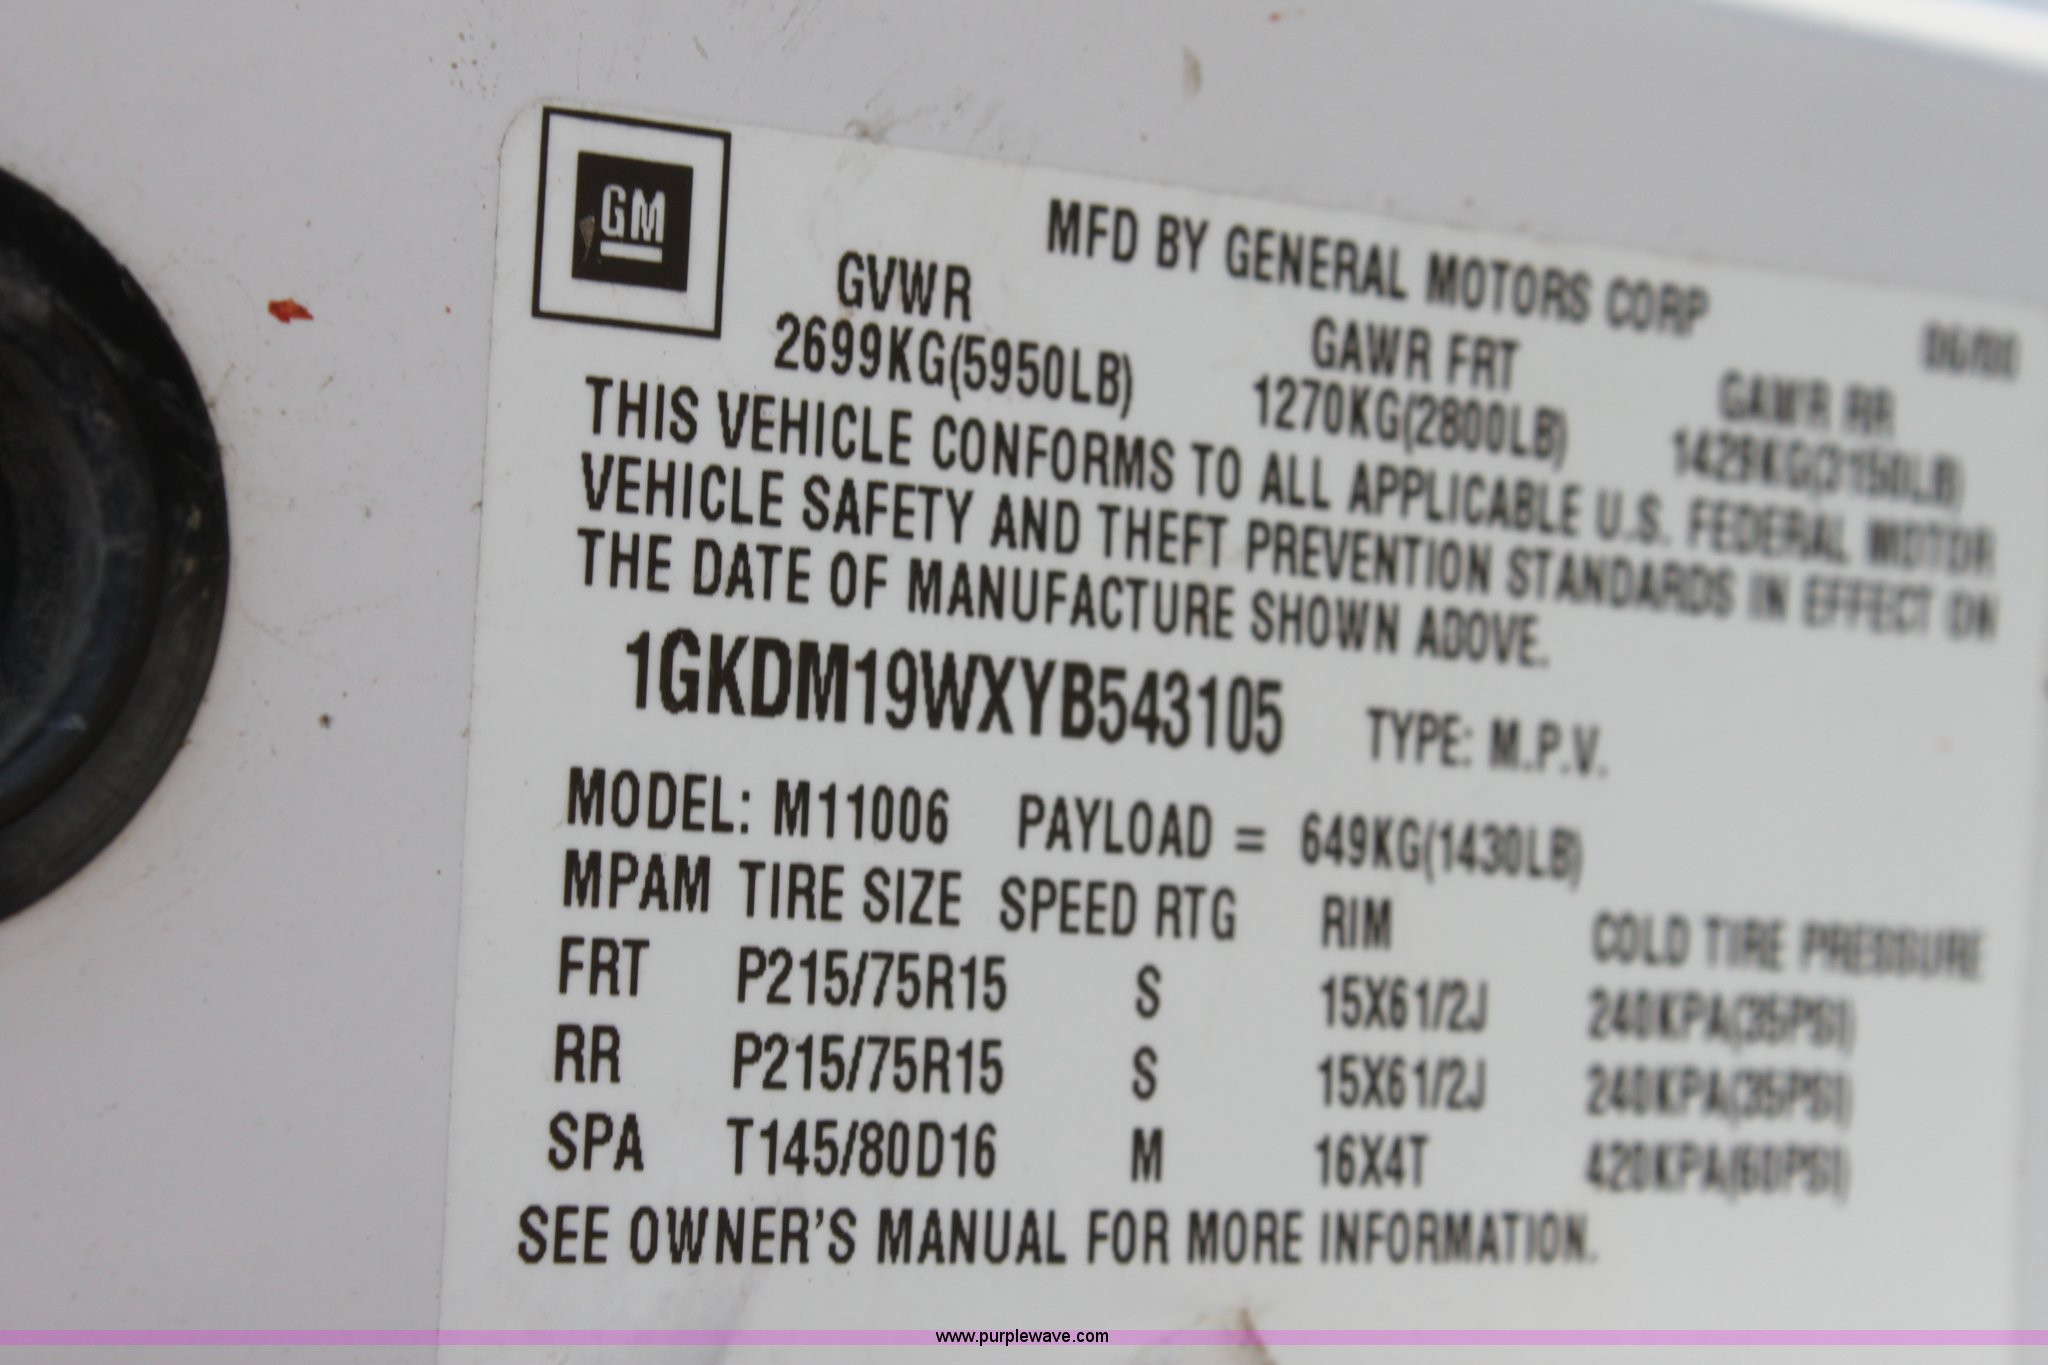 GM
MFD BY GENERAL MOTORS CORP
GVWR GAWR FRT GAWR RR
2699KG(5950LB) 1270KG(2800LB) 1429KG(3150LB)
THIS VEHICLE CONFORMS TO ALL APPLICABLE U.S. FEDERAL MOTOR
VEHICLE SAFETY AND THEFT PREVENTION STANDARDS IN EFFECT ON
THE DATE OF MANUFACTURE SHOWN ABOVE.
1GKDM19WXYB543105 TYPE: M.P.V.
MODEL: M11006 PAYLOAD = 649KG(1430LB)
MPAM TIRE SIZE SPEED RTG RIM COLD TIRE PRESSURE
FRT P215/75R15 S 15X61/2J 240KPA(35PSI)
RR P215/75R15 S 15X61/2J 240KPA(35PSI)
SPA T145/80D16 M 16X4T 420KPA(60PSI)
SEE OWNER'S MANUAL FOR MORE INFORMATION.
www.purplewave.com